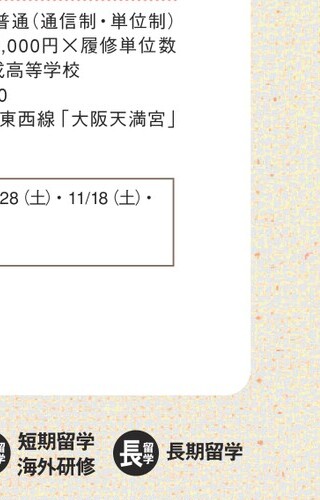 普通（通信制・単位制）
,000円×履修単位数
成高等学校
0
東西線「大阪天満宮」
28（土）・11/18（土）・
留学 短期留学
海外研修
長留学 長期留学